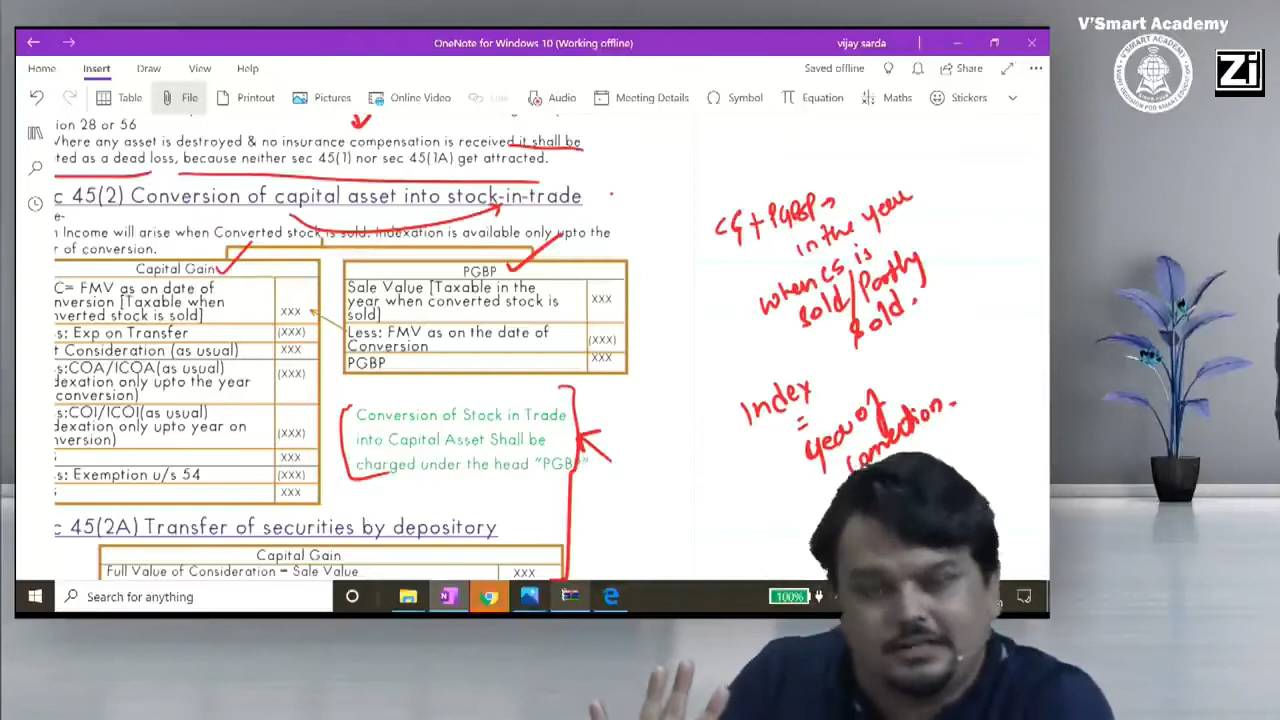 V'Smart Academy
OneNote for Windows 10 (Working offline)
vijay sarda
Home Insert Draw View Help
Saved offline
Share
Table File Printout Pictures Online Video Link Audio Meeting Details Symbol Equation Maths Stickers
ion 28 or 56
Where any asset is destroyed & no insurance compensation is received it shall be
ted as a dead loss, because neither sec 45(1) nor sec 45(1A) get attracted.
c 45(2) Conversion of capital asset into stock-in-trade
e-
Income will arise when Converted stock is sold. Indexation is available only upto the
r of conversion.
Capital Gain
C= FMV as on date of
nversion [Taxable when
nverted stock is sold]
xxx
s: Exp on Transfer (xxx)
t Consideration (as usual) xxx
s:COA/ICOA(as usual) (xxx)
dexation only upto the year
conversion)
s:COI/ICOI(as usual)
dexation only upto year on
nversion)
(xxx)
xxx
s: Exemption u/s 54 (xxx)
xxx
PGBP
Sale Value [Taxable in the
year when converted stock is
sold]
xxx
Less: FMV as on the date of
Conversion
(xxx)
PGBP xxx
Conversion of Stock in Trade
into Capital Asset Shall be
charged under the head "PGBP"
c 45(2A) Transfer of securities by depository
Capital Gain
Full Value of Consideration = Sale Value xxx
CG + PGBP →
in the year
when CS is
sold/Partly
sold.
Index
=
year of
Search for anything
100%
V'SMART ACADEMY
Zi